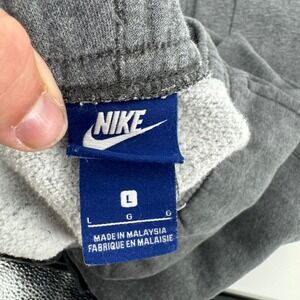 NIKE
L
L G G
MADE IN MALAYSIA
FABRIQUE EN MALAISIE